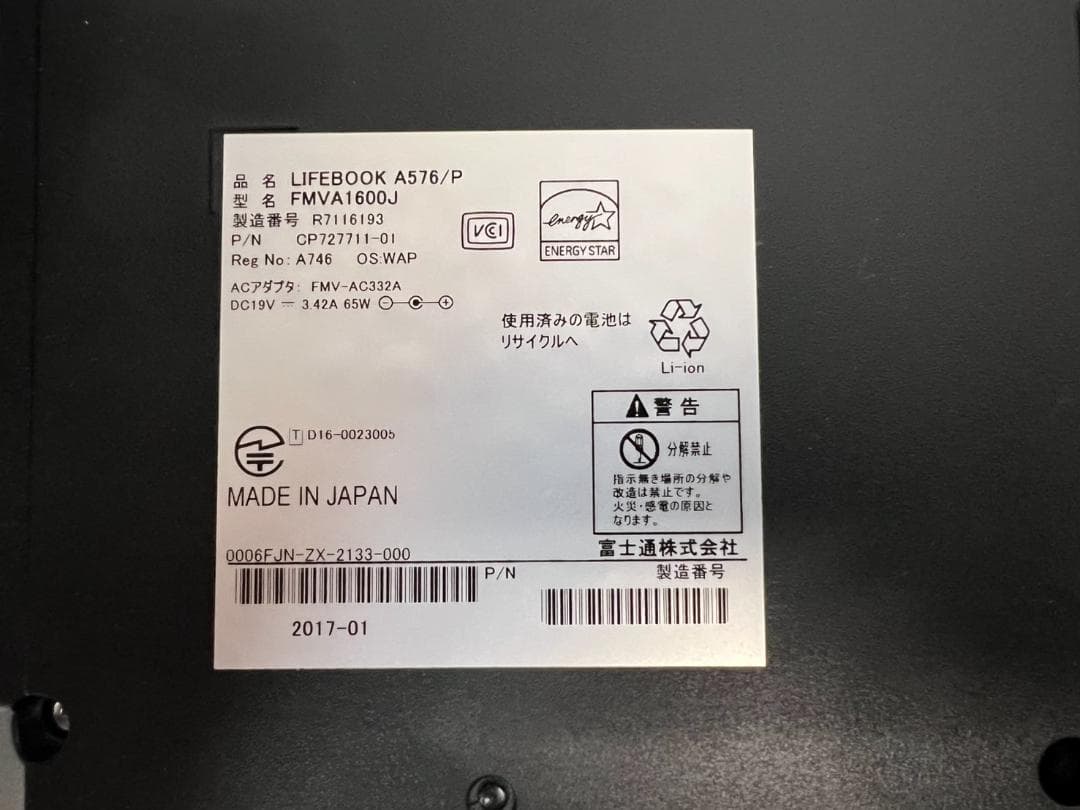 品 名 LIFEBOOK A576/P
型 名 FMVA1600J
製造番号 R7116193
P/N CP727711-01
Reg No: A746 OS:WAP
ACアダプタ: FMV-AC332A
DC19V 3.42A 65W
VCI
energy
ENERGY STAR
使用済みの電池は
リサイクルへ
Li-ion
警告
分解禁止
指示無き場所の分解や
改造は禁止です。
火災・感電の原因と
なります。
T D16-0023005
MADE IN JAPAN
富士通株式会社
0006FJN-ZX-2133-000
P/N
製造番号
2017-01